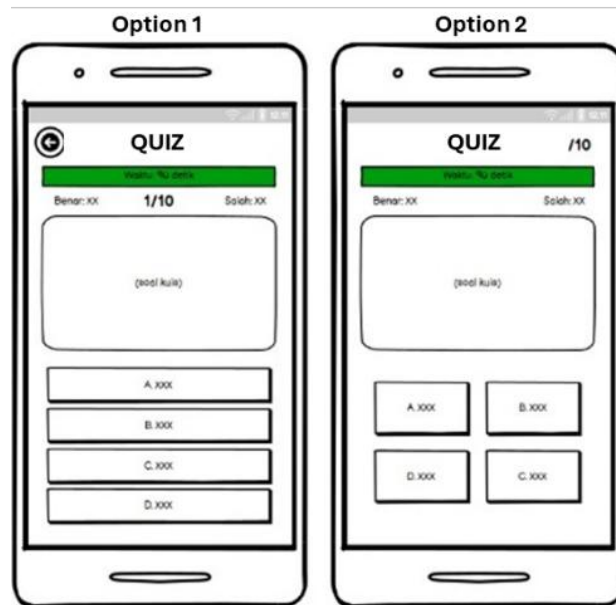 Option 1
QUIZ
Waktu: detik
Benar: XX
1/10
Salah: XX
(soal kuis)
A. XXX
B. XXX
C. XXX
D. XXX
Option 2
QUIZ
/10
Waktu: detik
Benar: XX
Salah: XX
(soal kuis)
A. XXX
B. XXX
D. XXX
C. XXX